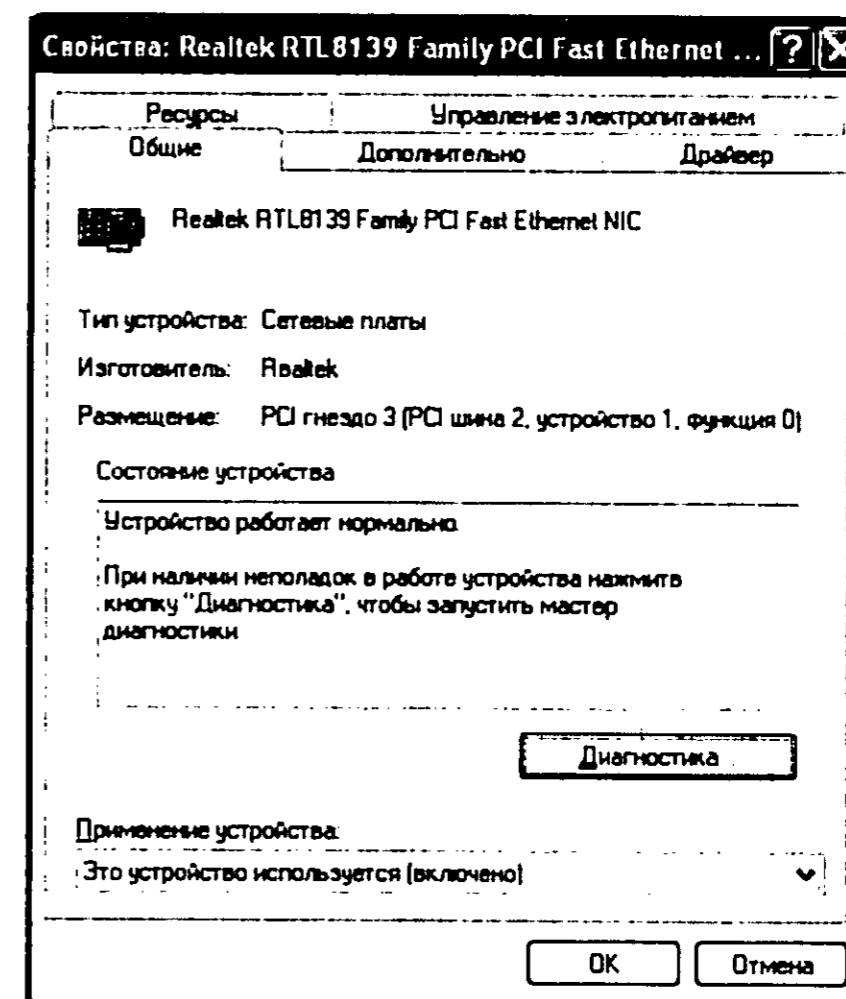 Свойства: Realtek RTL8139 Family PCI Fast Ethernet ... ? X
Ресурсы Управление электропитанием
Общие Дополнительно Драйвер
Realtek RTL8139 Family PCI Fast Ethernet NIC
Тип устройства: Сетевые платы
Изготовитель: Realtek
Размещение: PCI гнездо 3 (PCI шина 2, устройство 1, функция 0)
Состояние устройства
Устройство работает нормально.
При наличии неполадок в работе устройства нажмите
кнопку "Диагностика", чтобы запустить мастер
диагностики.
Диагностика...
Применение устройства:
Это устройство используется (включено)
ОК Отмена